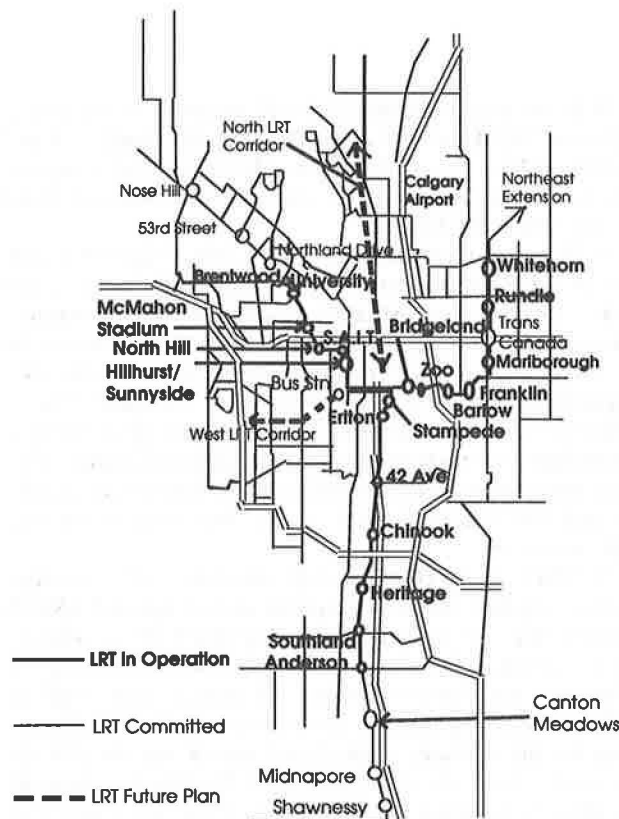 North LRT
Corridor
Calgary
Airport
Northeast
Extension
Nose Hill
53rd Street
Northland Drive
Brentwood
University
Whitehorn
Rundle
McMahon
Stadium
Bridgeland
Trans
Canada
North Hill
S.A.I.T.
Marlborough
Hillhurst/
Sunnyside
Bus Stn
Zoo
Franklin
Barlow
Erlton
Stampede
West LRT Corridor
42 Ave
Chinook
Heritage
Southland
Anderson
LRT in Operation
Canton
Meadows
LRT Committed
Midnapore
LRT Future Plan
Shawnessy